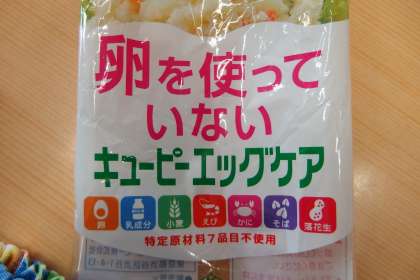 卵を使って
いない
キユーピーエッグケア
卵 乳成分 小麦 えび かに そば 落花生
特定原材料7品目不使用